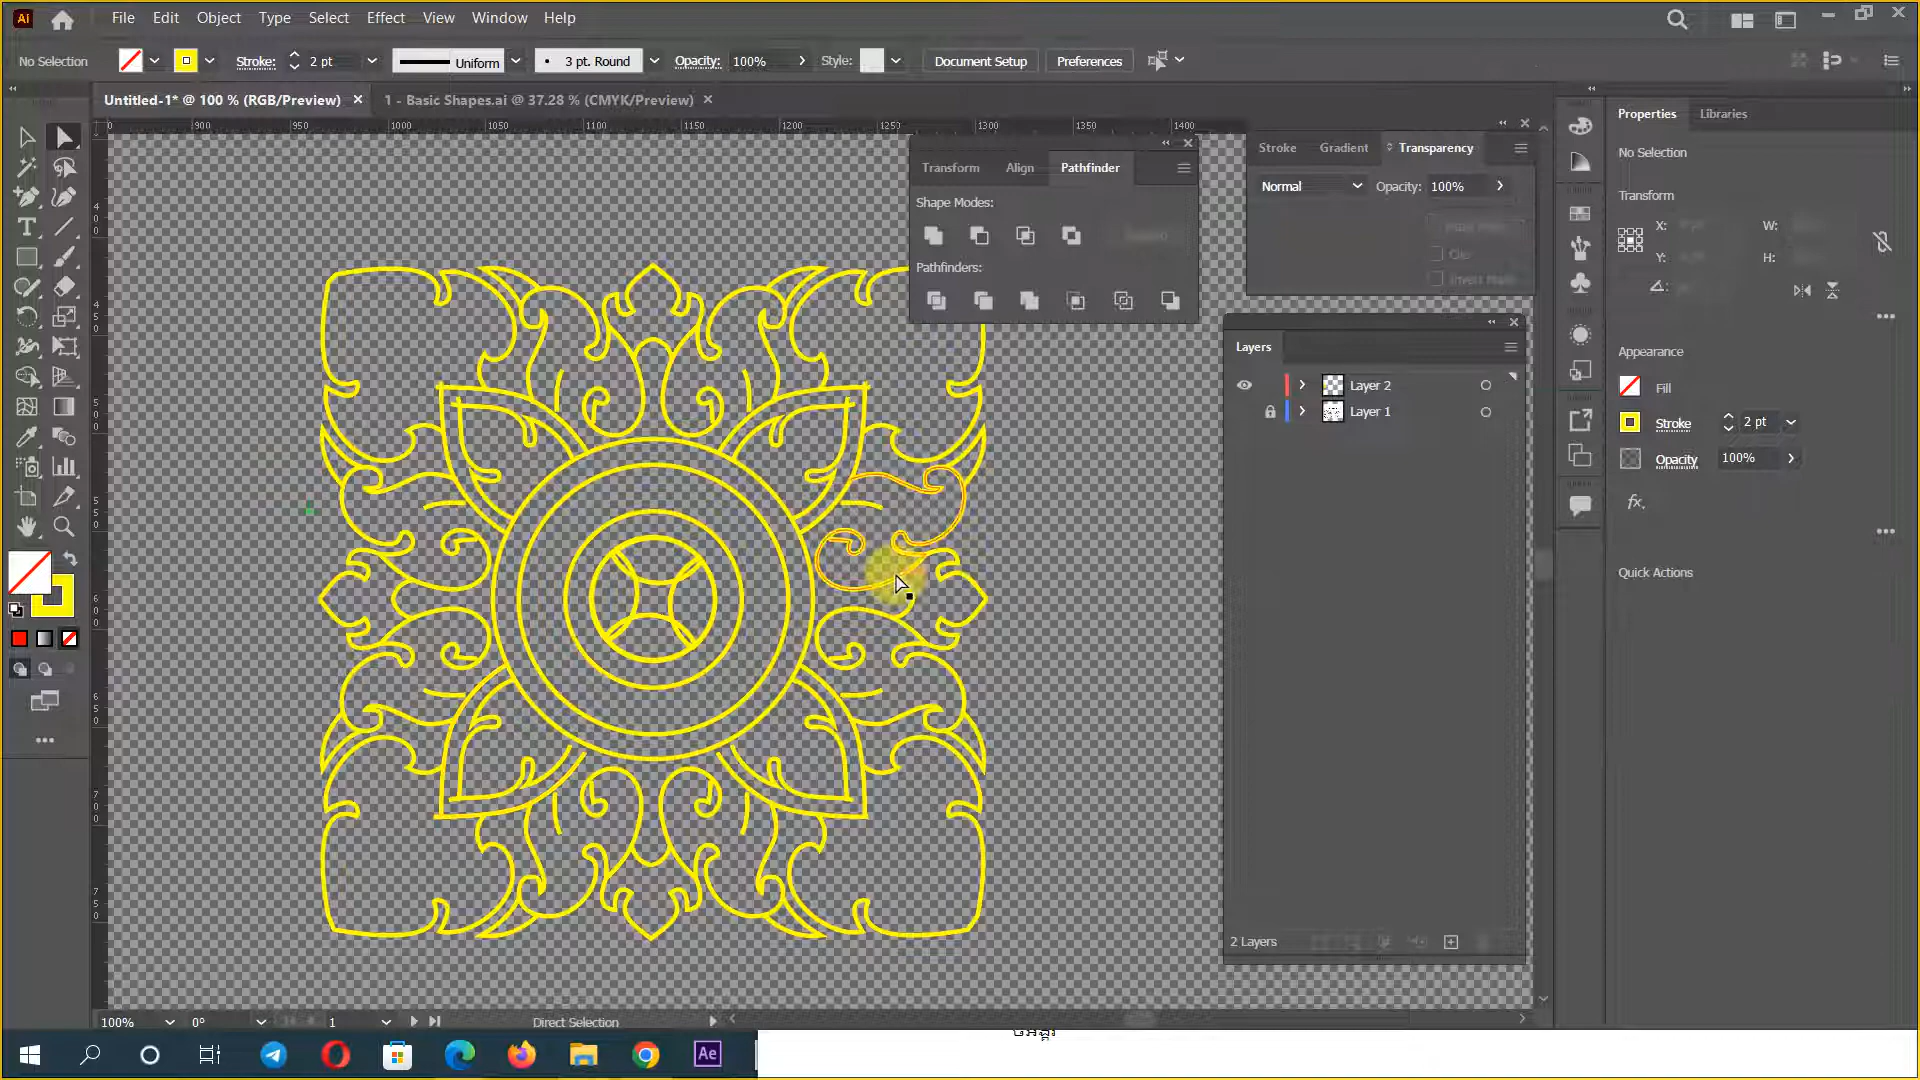 Ai File Edit Object Type Select Effect View Window Help
No Selection Stroke: 2 pt Uniform 3 pt. Round Opacity: 100% Style: Document Setup Preferences
Untitled-1* @ 100 % (RGB/Preview) 1 - Basic Shapes.ai @ 37.28 % (CMYK/Preview)
900 950 1000 1050 1100 1150 1200 1250 1300 1350 1400
Transform Align Pathfinder
Shape Modes:
Pathfinders:
Stroke Gradient Transparency
Normal Opacity: 100%
Invert Mask
Layers
Layer 2
Layer 1
2 Layers
Properties Libraries
No Selection
Transform
X: W:
Y: H:
Appearance
Fill
Stroke 2 pt
Opacity 100%
fx.
Quick Actions
100% 0° 1 Direct Selection
Ae